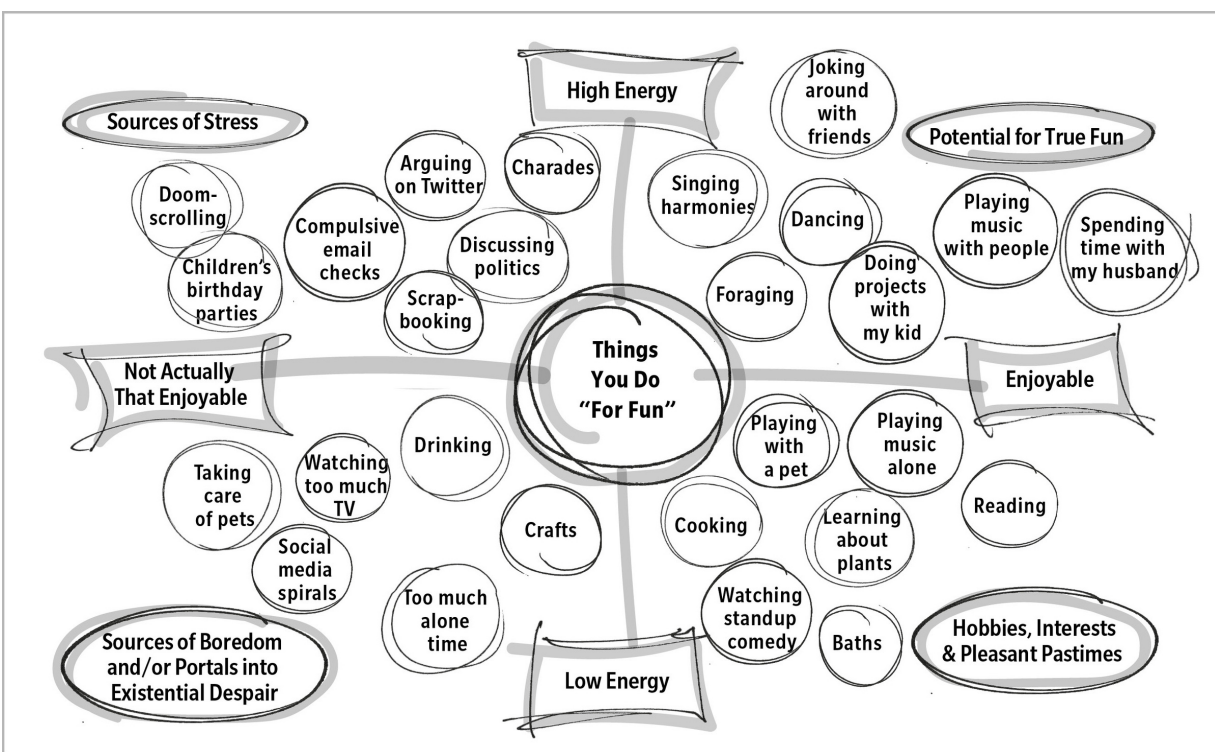 High Energy
Joking
around
with
friends
Sources of Stress
Potential for True Fun
Arguing
on Twitter
Charades
Singing
harmonies
Doom-
scrolling
Compulsive
email
checks
Discussing
politics
Dancing
Playing
music
with people
Spending
time with
my husband
Children’s
birthday
parties
Scrap-
booking
Foraging
Doing
projects
with
my kid
Not Actually
That Enjoyable
Things
You Do
“For Fun”
Enjoyable
Taking
care
of pets
Watching
too much
TV
Drinking
Playing
with
a pet
Playing
music
alone
Reading
Social
media
spirals
Crafts
Cooking
Learning
about
plants
Too much
alone
time
Watching
standup
comedy
Baths
Sources of Boredom
and/or Portals into
Existential Despair
Low Energy
Hobbies, Interests
& Pleasant Pastimes